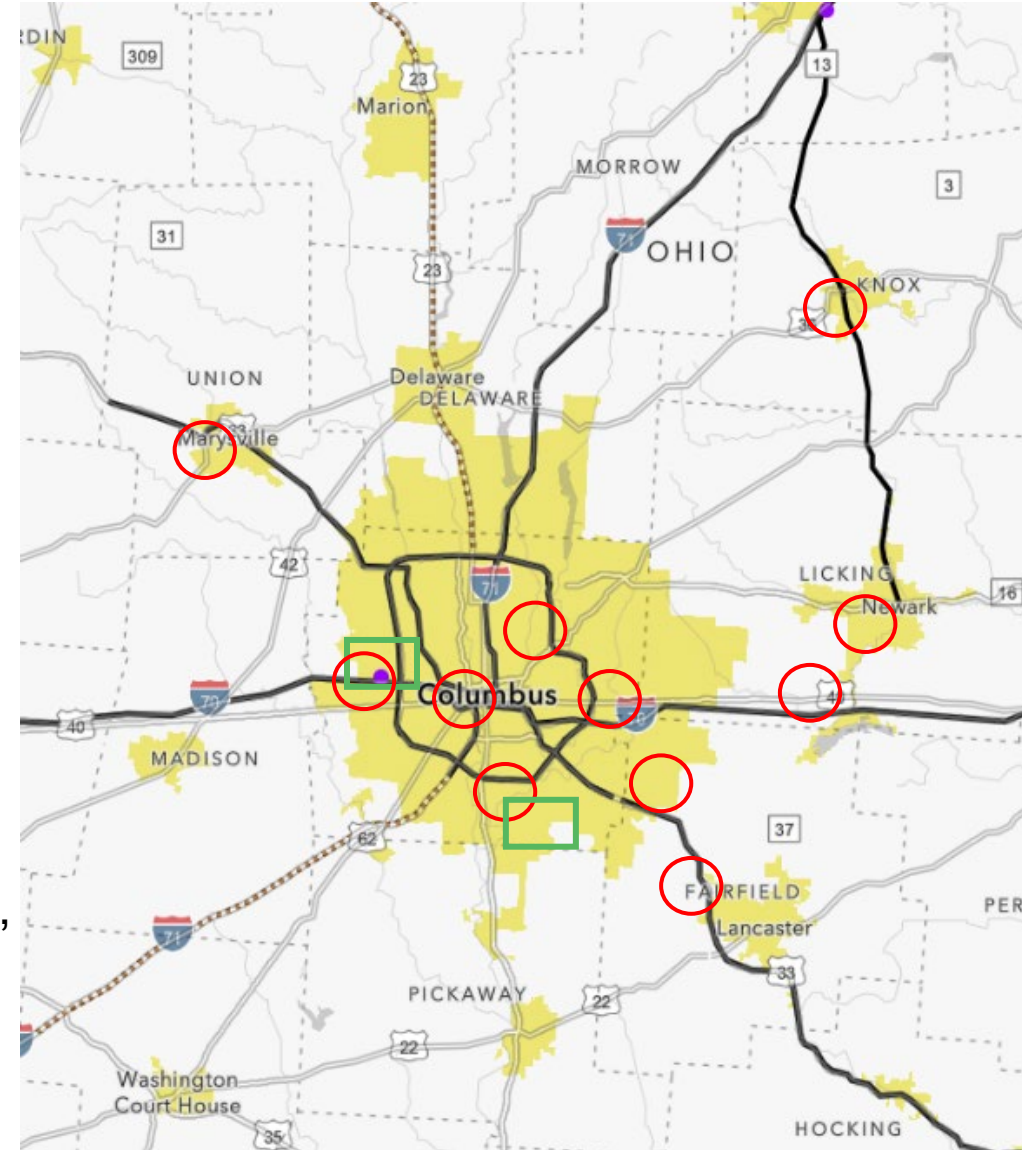 RDIN
309
23
13
Marion
MORROW
3
31
71
OHIO
23
KNOX
36
UNION
Delaware
DELAWARE
33
Marysville
42
71
LICKING
16
Newark
70
Columbus
40
MADISON
62
37
FAIRFIELD
PER
,
Lancaster
71
33
PICKAWAY
22
22
Washington
Court House
35
HOCKING